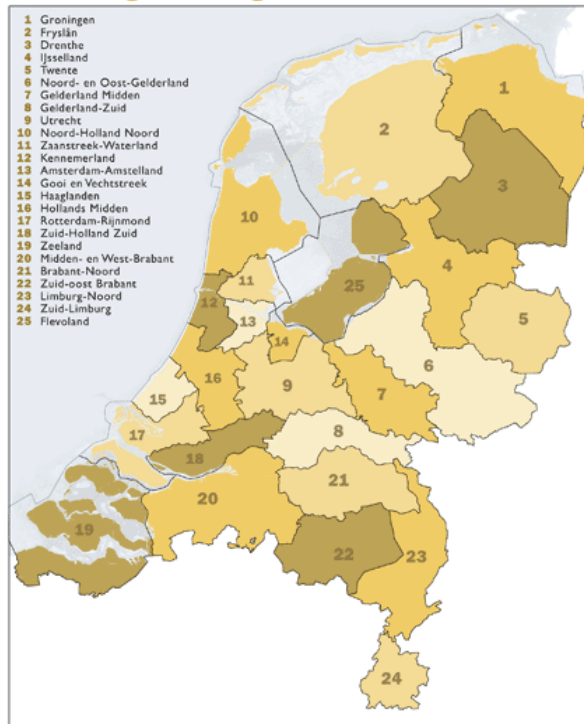 1 Groningen
2 Fryslân
3 Drenthe
4 IJsselland
5 Twente
6 Noord- en Oost-Gelderland
7 Gelderland Midden
8 Gelderland-Zuid
9 Utrecht
10 Noord-Holland Noord
11 Zaanstreek-Waterland
12 Kennemerland
13 Amsterdam-Amstelland
14 Gooi en Vechtstreek
15 Haaglanden
16 Hollands Midden
17 Rotterdam-Rijnmond
18 Zuid-Holland Zuid
19 Zeeland
20 Midden- en West-Brabant
21 Brabant-Noord
22 Zuid-oost Brabant
23 Limburg-Noord
24 Zuid-Limburg
25 Flevoland
1
2
3
10
4
11
25
12
13
5
14
6
16
9
7
15
17
8
18
21
20
19
22
23
24